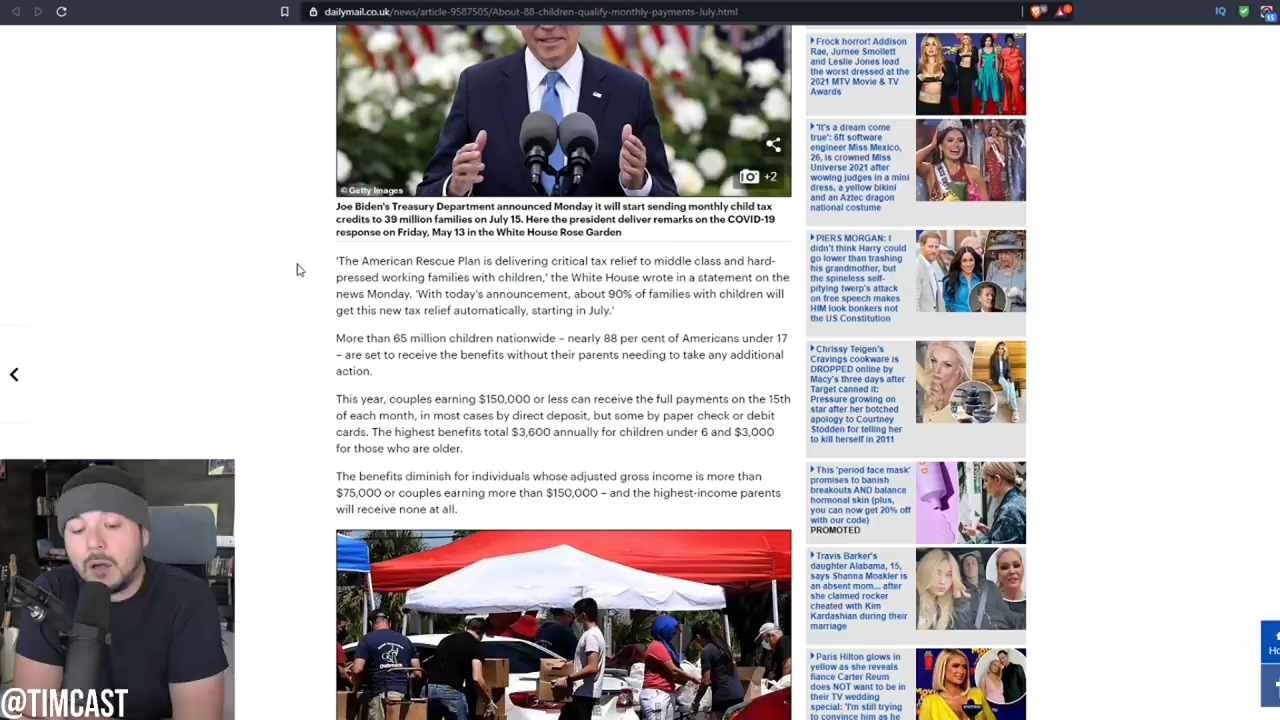 dailymail.co.uk/news/article-9587505/About-88-children-qualify-monthly-payments-July.html
IQ
© Getty Images
+2
Joe Biden's Treasury Department announced Monday it will start sending monthly child tax
credits to 39 million families on July 15. Here the president deliver remarks on the COVID-19
response on Friday, May 13 in the White House Rose Garden
'The American Rescue Plan is delivering critical tax relief to middle class and hard-
pressed working families with children,' the White House wrote in a statement on the
news Monday. 'With today's announcement, about 90% of families with children will
get this new tax relief automatically, starting in July.'
More than 65 million children nationwide – nearly 88 per cent of Americans under 17
– are set to receive the benefits without their parents needing to take any additional
action.
This year, couples earning $150,000 or less can receive the full payments on the 15th
of each month, in most cases by direct deposit, but some by paper check or debit
cards. The highest benefits total $3,600 annually for children under 6 and $3,000
for those who are older.
The benefits diminish for individuals whose adjusted gross income is more than
$75,000 or couples earning more than $150,000 – and the highest-income parents
will receive none at all.
Frock horror! Addison
Rae, Jurnee Smollett
and Leslie Jones lead
the worst dressed at the
2021 MTV Movie & TV
Awards
'It's a dream come
true': 6ft software
engineer Miss Mexico,
26, is crowned Miss
Universe 2021 after
wowing judges in a mini
dress, a yellow bikini
and an Aztec dragon
national costume
PIERS MORGAN: I
didn't think Harry could
go lower than trashing
his grandmother, but
the spineless self-
pitying twerp's attack
on free speech makes
HIM look bonkers not
the US Constitution
Chrissy Teigen's
Cravings cookware is
DROPPED online by
Macy's three days after
Target canned it:
Pressure growing on
star after her botched
apology to Courtney
Stodden for telling her
to kill herself in 2011
This 'period face mask'
promises to banish
breakouts AND balance
hormonal skin (plus,
you can now get 20% off
with our code)
PROMOTED
Travis Barker's
daughter Alabama, 15,
says Shanna Moakler is
an absent mom... after
she claimed rocker
cheated with Kim
Kardashian during their
marriage
Paris Hilton glows in
yellow as she reveals
fiance Carter Reum
does NOT want to be in
their TV wedding
special: 'I'm still trying
to convince him as he
@TIMCAST